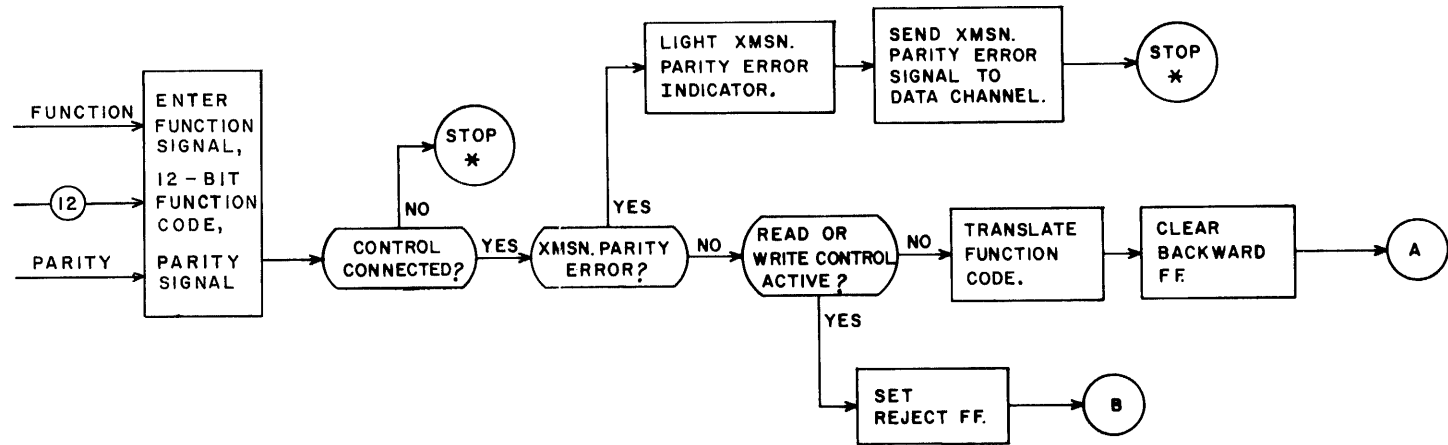 FUNCTION
12
PARITY
ENTER
FUNCTION
SIGNAL,
12-BIT
FUNCTION
CODE,
PARITY
SIGNAL
CONTROL
CONNECTED?
NO
STOP
*
YES
XMSN. PARITY
ERROR?
YES
LIGHT XMSN.
PARITY ERROR
INDICATOR.
SEND XMSN.
PARITY ERROR
SIGNAL TO
DATA CHANNEL.
STOP
*
NO
READ OR
WRITE CONTROL
ACTIVE?
NO
TRANSLATE
FUNCTION
CODE.
CLEAR
BACKWARD
FF.
A
YES
SET
REJECT FF.
B